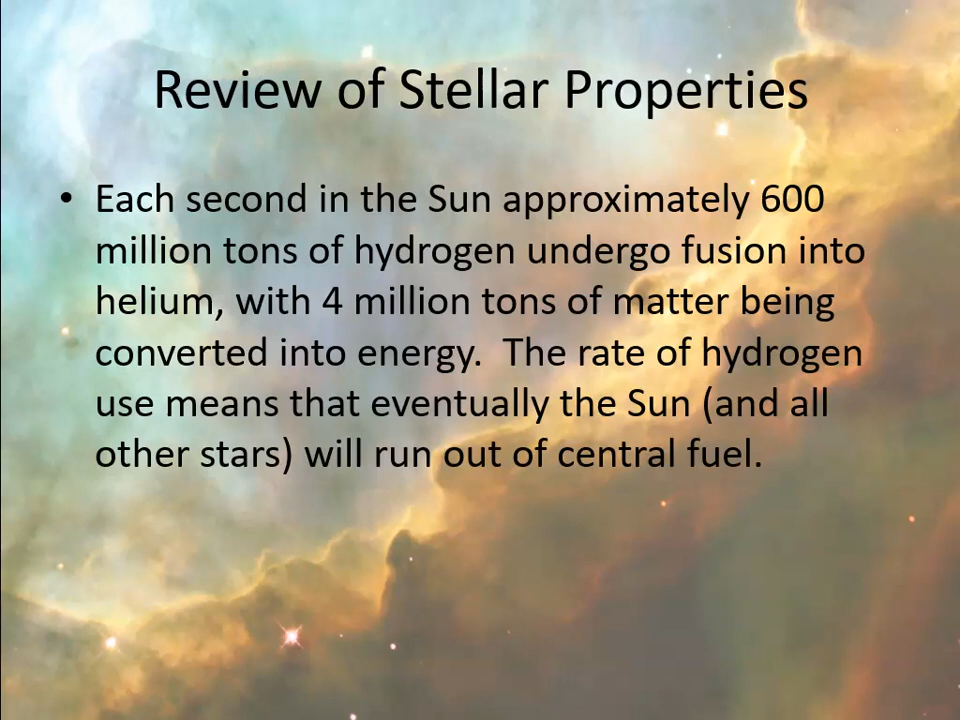 Review of Stellar Properties
• Each second in the Sun approximately 600
million tons of hydrogen undergo fusion into
helium, with 4 million tons of matter being
converted into energy.  The rate of hydrogen
use means that eventually the Sun (and all
other stars) will run out of central fuel.